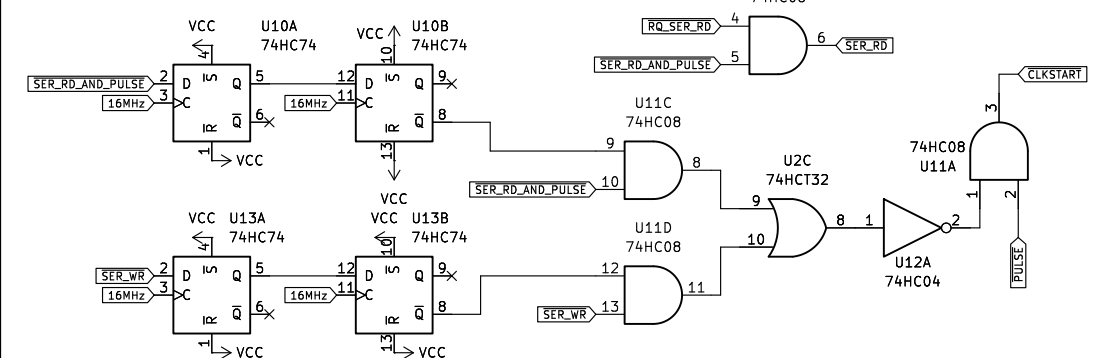 74HC08
VCC
U10A
74HC74
4
S
SER_RD_AND_PULSE
2
D
Q
5
16MHz
3
C
6
Q
R
1
VCC
VCC
U10B
74HC74
10
S
12
D
Q
9
16MHz
11
C
Q
8
R
13
VCC
RQ_SER_RD
4
6
SER_RD
SER_RD_AND_PULSE
5
U11C
74HC08
9
8
SER_RD_AND_PULSE
10
CLKSTART
3
74HC08
U11A
1
2
PULSE
U2C
74HCT32
9
8
10
1
2
U12A
74HC04
VCC
U13A
74HC74
4
S
SER_WR
2
D
Q
5
16MHz
3
C
6
Q
R
1
VCC
VCC
U13B
74HC74
10
S
12
D
Q
9
16MHz
11
C
Q
8
R
13
VCC
U11D
74HC08
12
11
SER_WR
13